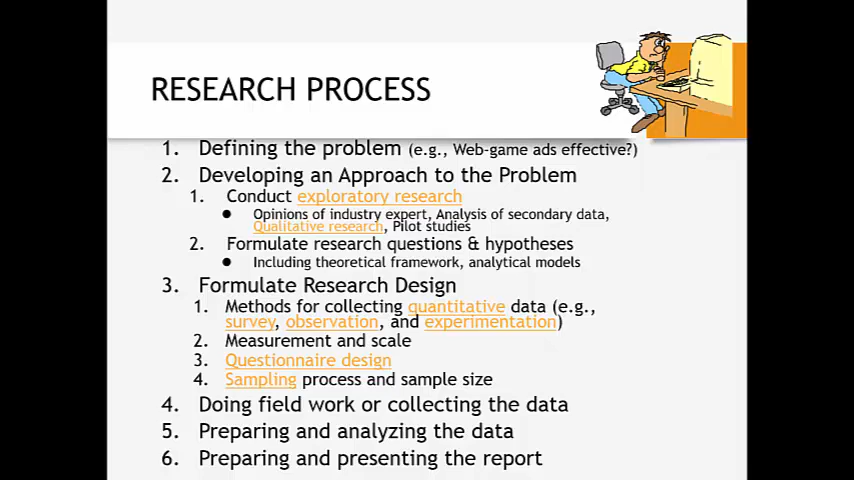 RESEARCH PROCESS
1. Defining the problem (e.g., Web-game ads effective?)
2. Developing an Approach to the Problem
1. Conduct exploratory research
● Opinions of industry expert, Analysis of secondary data,
Qualitative research, Pilot studies
2. Formulate research questions & hypotheses
● Including theoretical framework, analytical models
3. Formulate Research Design
1. Methods for collecting quantitative data (e.g.,
survey, observation, and experimentation)
2. Measurement and scale
3. Questionnaire design
4. Sampling process and sample size
4. Doing field work or collecting the data
5. Preparing and analyzing the data
6. Preparing and presenting the report